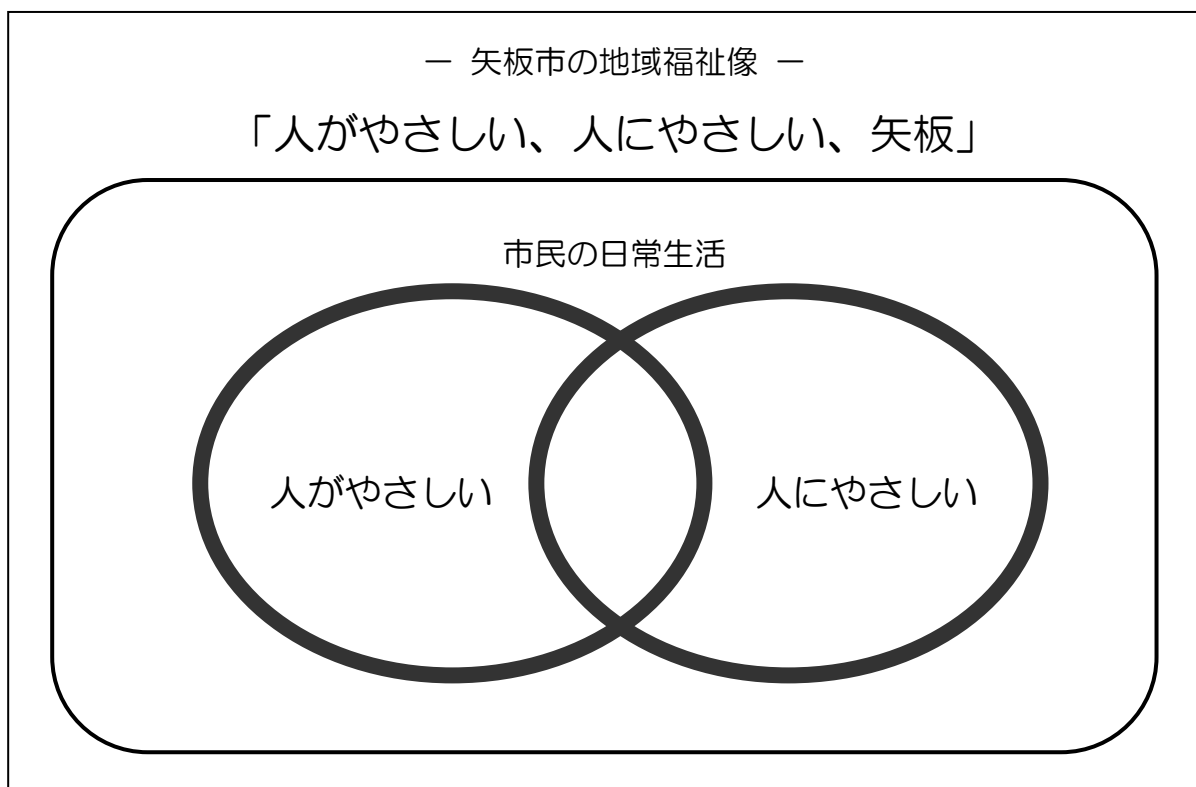 － 矢板市の地域福祉像 －
「人がやさしい、人にやさしい、矢板」
市民の日常生活
人がやさしい
人にやさしい